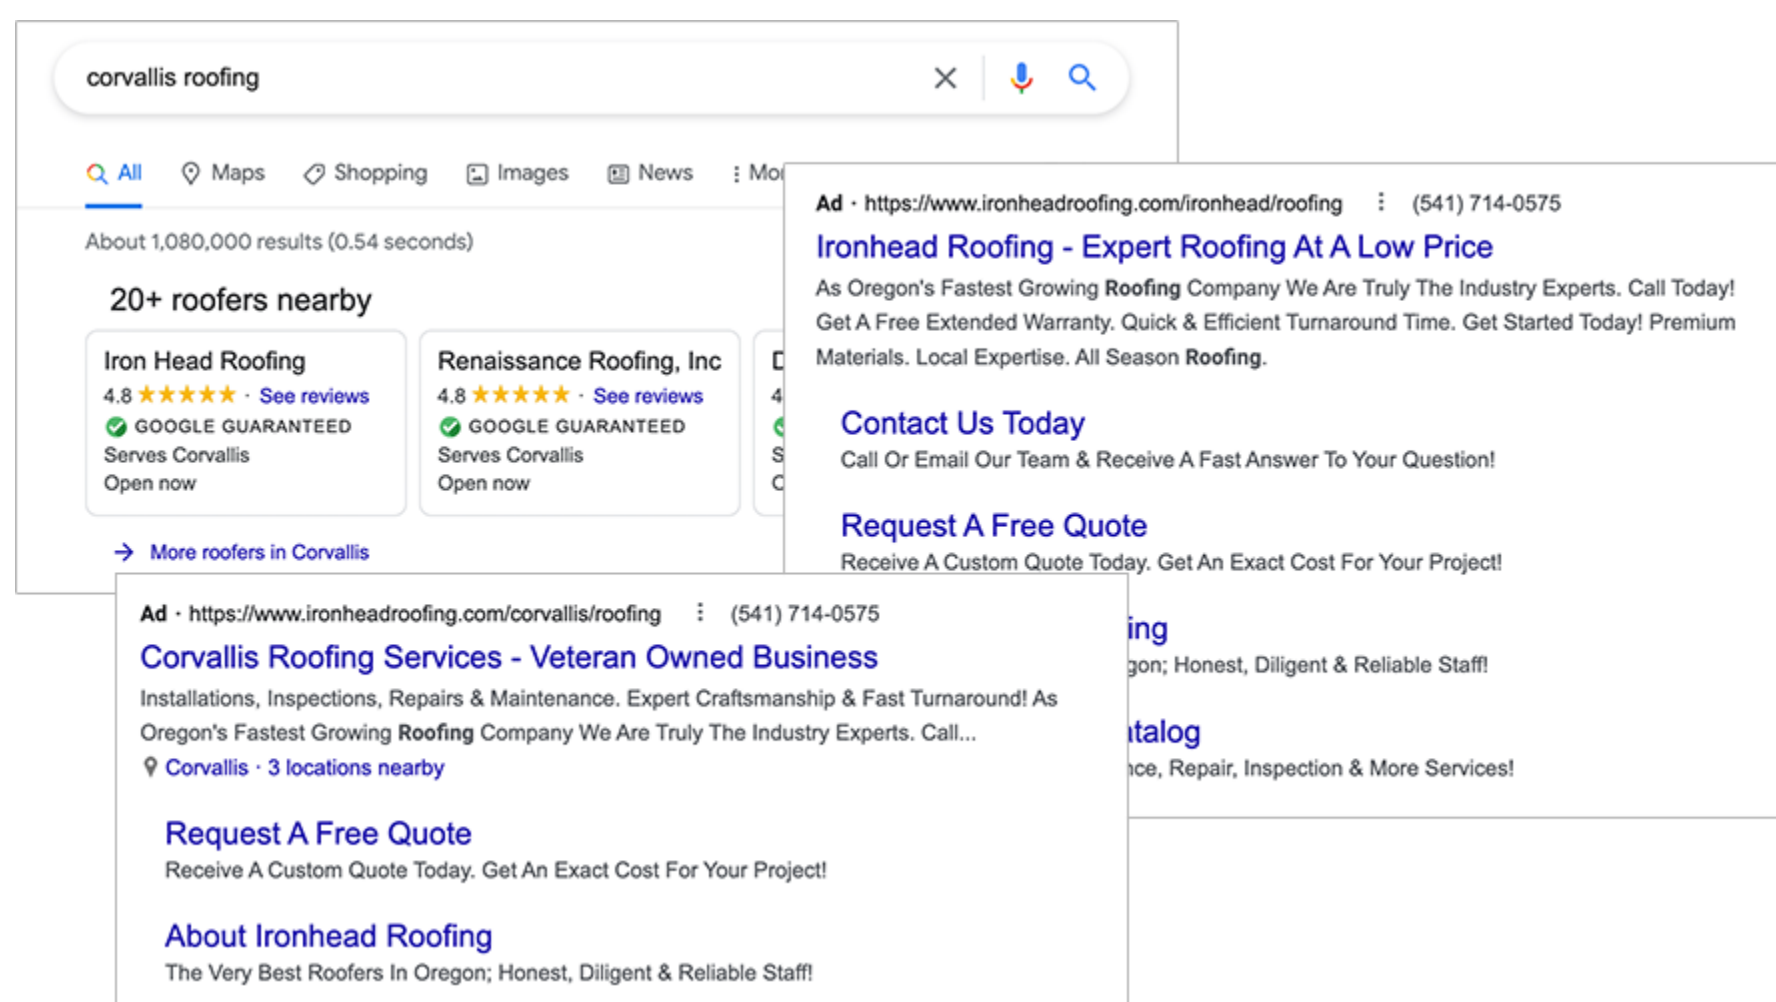 corvallis roofing
All Maps Shopping Images News
About 1,080,000 results (0.54 seconds)
20+ roofers nearby
Iron Head Roofing
4.8 · See reviews
GOOGLE GUARANTEED
Serves Corvallis
Open now
Renaissance Roofing, Inc
4.8 · See reviews
GOOGLE GUARANTEED
Serves Corvallis
Open now
More roofers in Corvallis
Ad · https://www.ironheadroofing.com/ironhead/roofing (541) 714-0575
Ironhead Roofing - Expert Roofing At A Low Price
As Oregon's Fastest Growing Roofing Company We Are Truly The Industry Experts. Call Today!
Get A Free Extended Warranty. Quick & Efficient Turnaround Time. Get Started Today! Premium
Materials. Local Expertise. All Season Roofing.
Contact Us Today
Call Or Email Our Team & Receive A Fast Answer To Your Question!
Request A Free Quote
Receive A Custom Quote Today. Get An Exact Cost For Your Project!
ing
gon; Honest, Diligent & Reliable Staff!
talog
nce, Repair, Inspection & More Services!
Ad · https://www.ironheadroofing.com/corvallis/roofing (541) 714-0575
Corvallis Roofing Services - Veteran Owned Business
Installations, Inspections, Repairs & Maintenance. Expert Craftsmanship & Fast Turnaround! As
Oregon's Fastest Growing Roofing Company We Are Truly The Industry Experts. Call...
Corvallis · 3 locations nearby
Request A Free Quote
Receive A Custom Quote Today. Get An Exact Cost For Your Project!
About Ironhead Roofing
The Very Best Roofers In Oregon; Honest, Diligent & Reliable Staff!